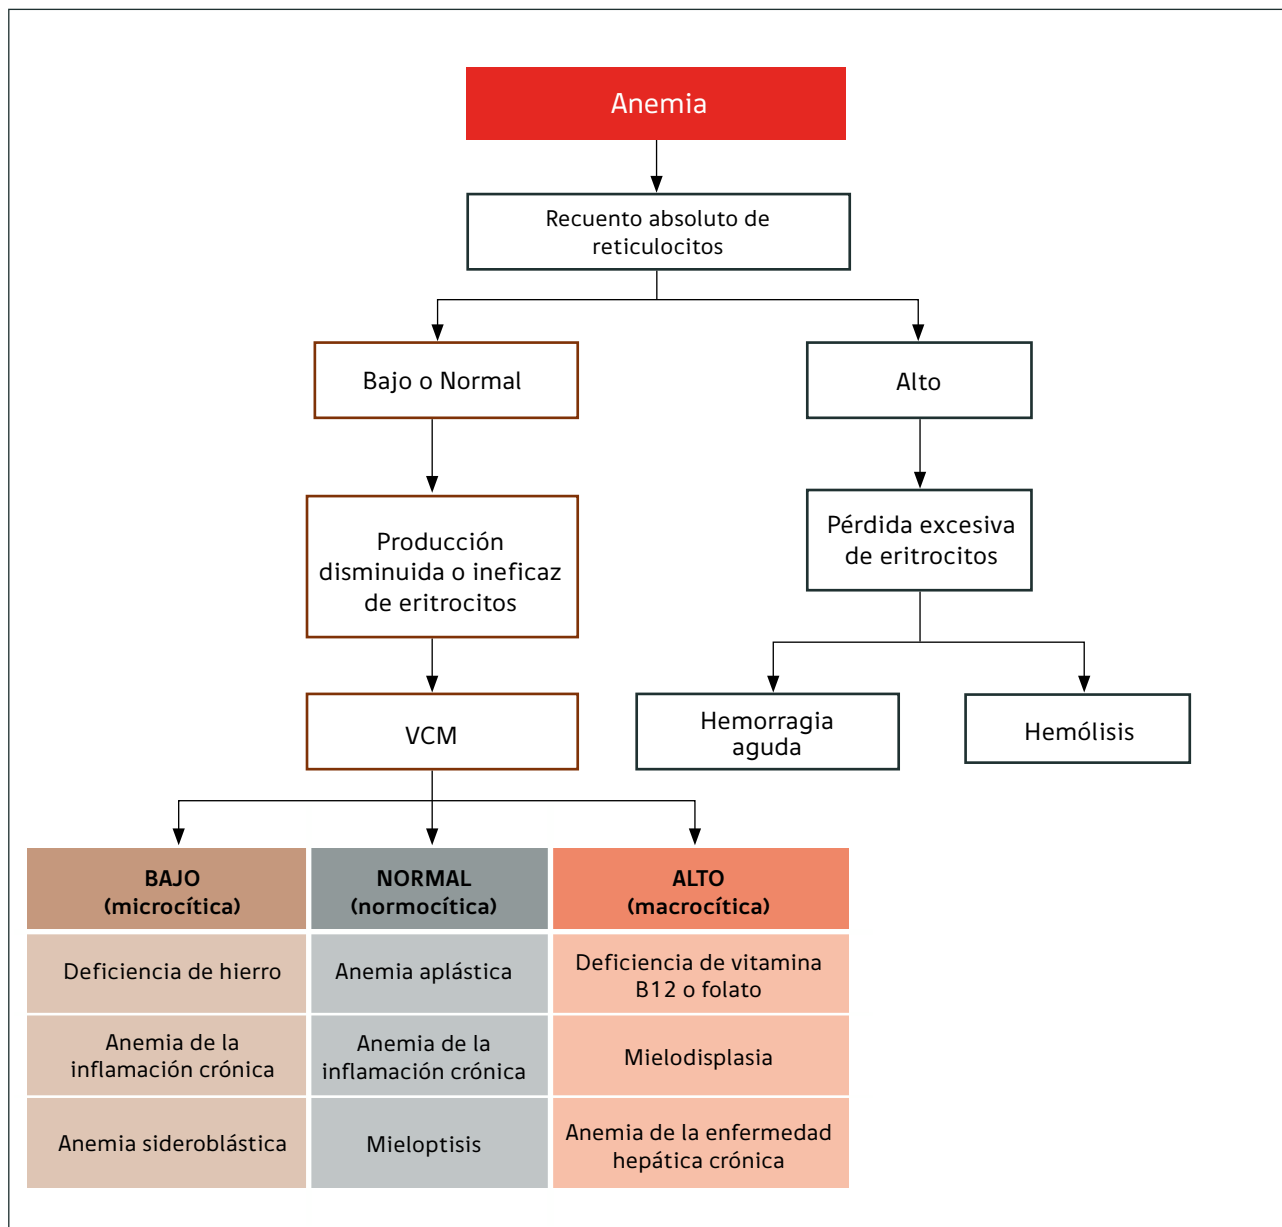 Anemia
Recuento absoluto de
reticulocitos
Bajo o Normal
Alto
Producción
disminuida o ineficaz
de eritrocitos
Pérdida excesiva
de eritrocitos
VCM
Hemorragia
aguda
Hemólisis
BAJO
(microcítica)
NORMAL
(normocítica)
ALTO
(macrocítica)
Deficiencia de hierro
Anemia aplástica
Deficiencia de vitamina
B12 o folato
Anemia de la
inflamación crónica
Anemia de la
inflamación crónica
Mielodisplasia
Anemia sideroblástica
Mieloptisis
Anemia de la enfermedad
hepática crónica